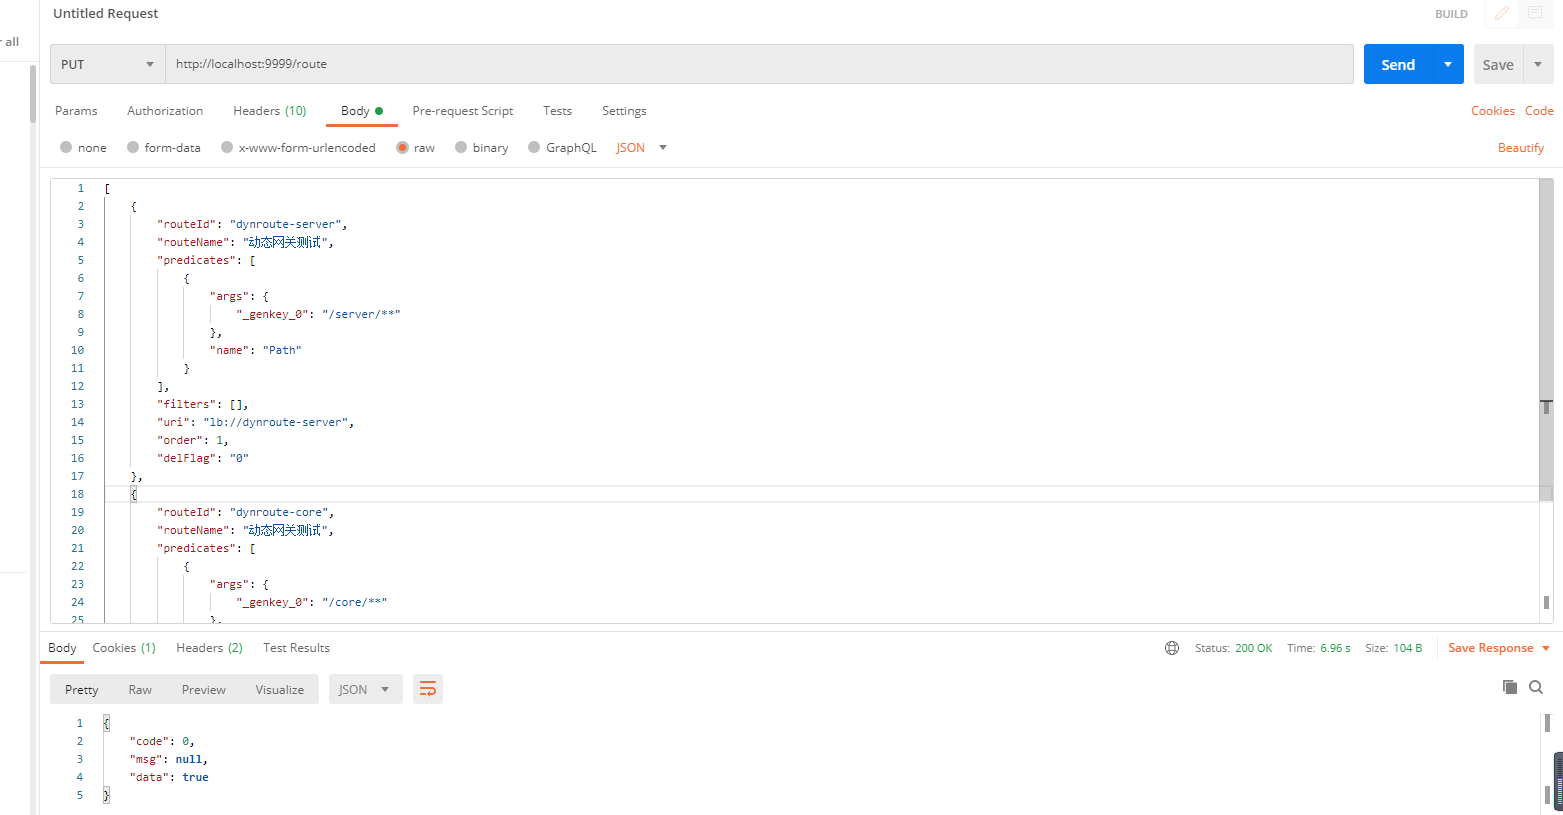 Untitled Request
BUILD
r all
PUT
http://localhost:9999/route
Send
Save
Params
Authorization
Headers (10)
Body
Pre-request Script
Tests
Settings
Cookies
Code
none
form-data
x-www-form-urlencoded
raw
binary
GraphQL
JSON
Beautify
1 [
2 {
3 "routeId": "dynroute-server",
4 "routeName": "动态网关测试",
5 "predicates": [
6 {
7 "args": {
8 "_genkey_0": "/server/**"
9 },
10 "name": "Path"
11 }
12 ],
13 "filters": [],
14 "uri": "lb://dynroute-server",
15 "order": 1,
16 "delFlag": "0"
17 },
18 {
19 "routeId": "dynroute-core",
20 "routeName": "动态网关测试",
21 "predicates": [
22 {
23 "args": {
24 "_genkey_0": "/core/**"
25 },
Body
Cookies (1)
Headers (2)
Test Results
Status: 200 OK
Time: 6.96 s
Size: 104 B
Save Response
Pretty
Raw
Preview
Visualize
JSON
1 {
2 "code": 0,
3 "msg": null,
4 "data": true
5 }